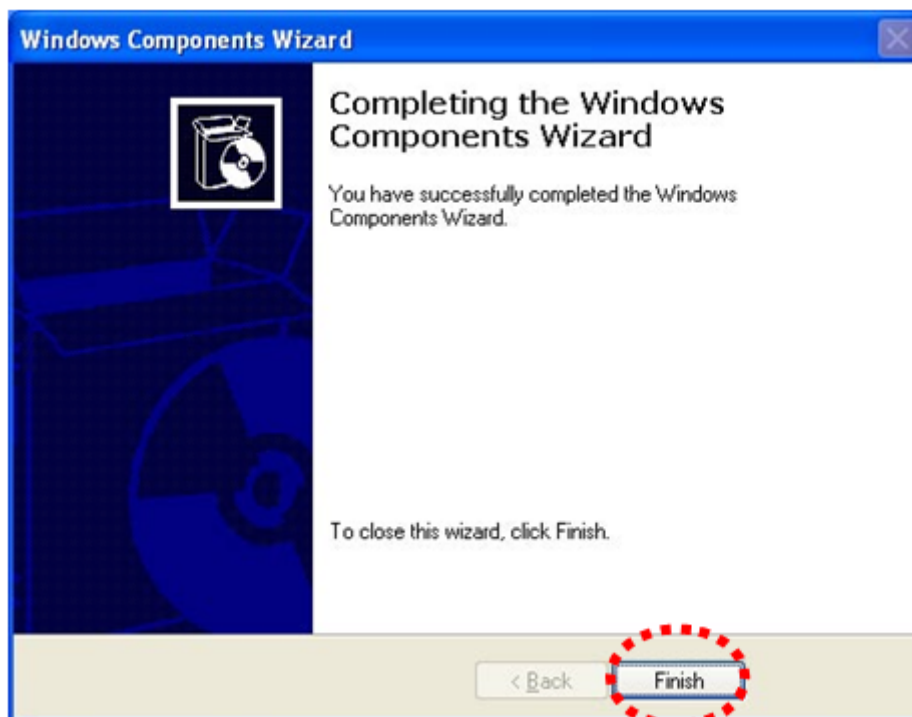 Windows Components Wizard
Completing the Windows
Components Wizard
You have successfully completed the Windows
Components Wizard.
To close this wizard, click Finish.
< Back
Finish